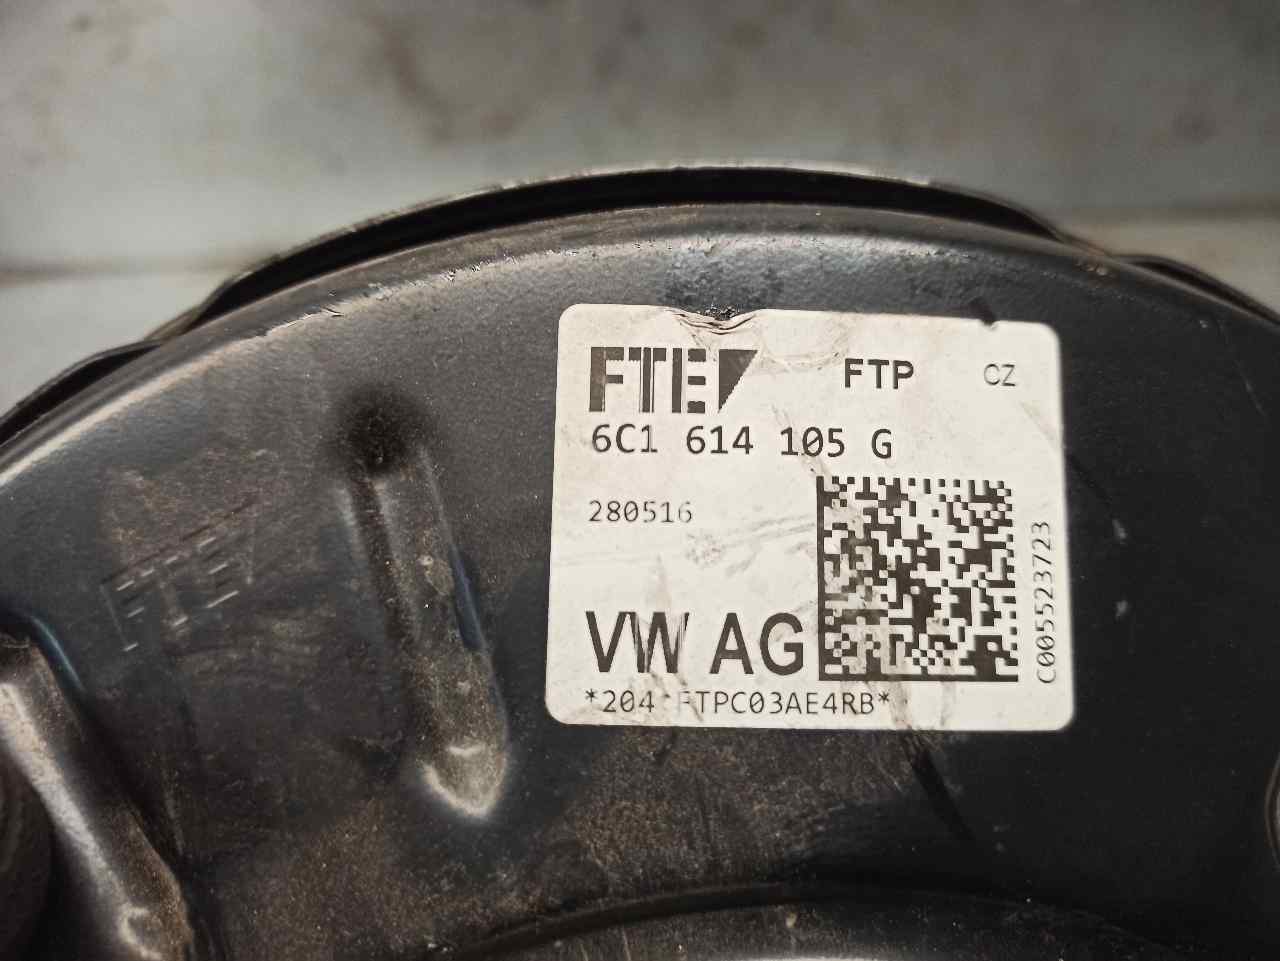 FTE FTP CZ
6C1 614 105 G
280516
VW AG
C005523723
*204 FTPC03AE4RB*
FTE